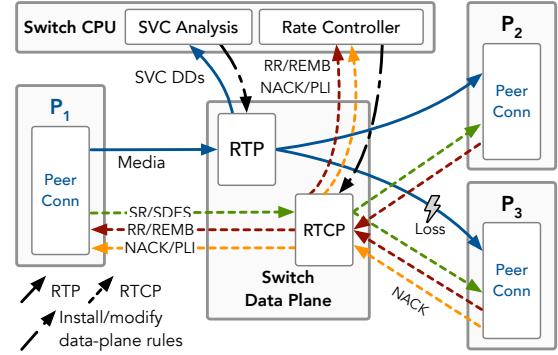 Switch CPU
SVC Analysis
Rate Controller
P2
Peer
Conn
SVC DDs
RR/REMB
NACK/PLI
P1
Peer
Conn
Media
RTP
SR/SDES
RR/REMB
NACK/PLI
RTCP
Switch
Data Plane
Loss
NACK
P3
Peer
Conn
RTP
RTCP
Install/modify
data-plane rules